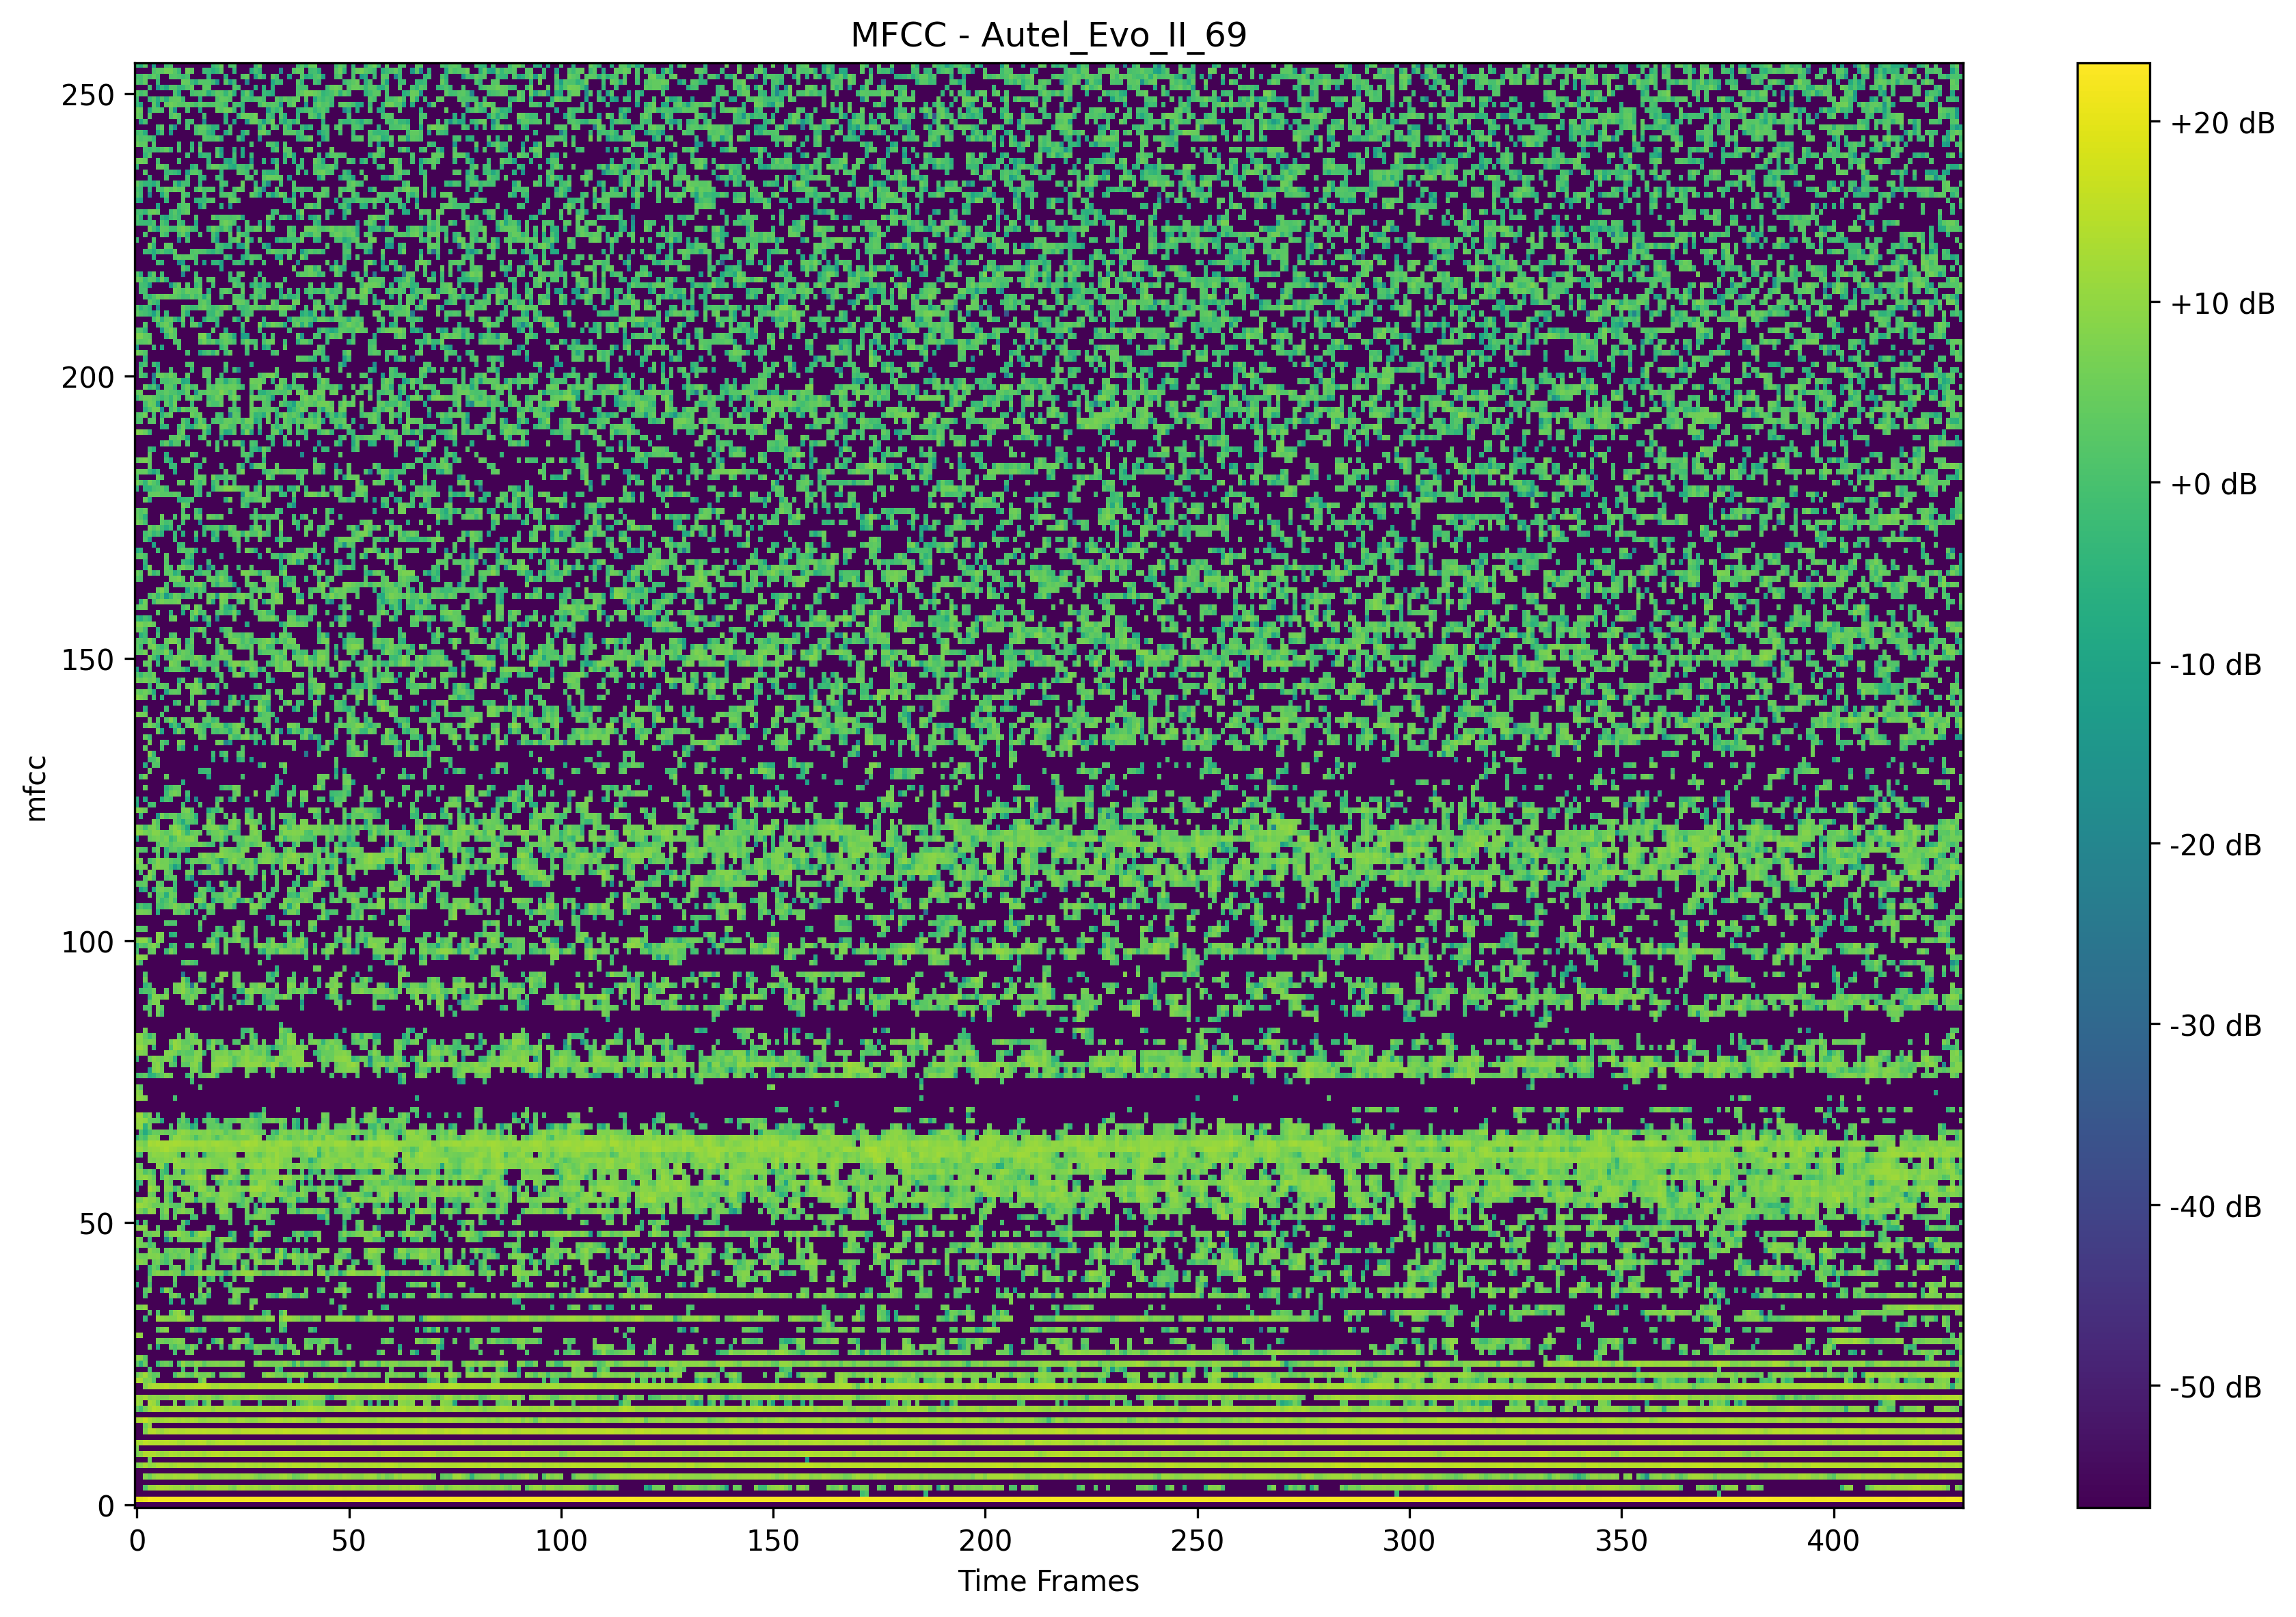 MFCC - Autel_Evo_II_69
250
200
150
100
50
0
mfcc
0 50 100 150 200 250 300 350 400
Time Frames
+20 dB
+10 dB
+0 dB
-10 dB
-20 dB
-30 dB
-40 dB
-50 dB